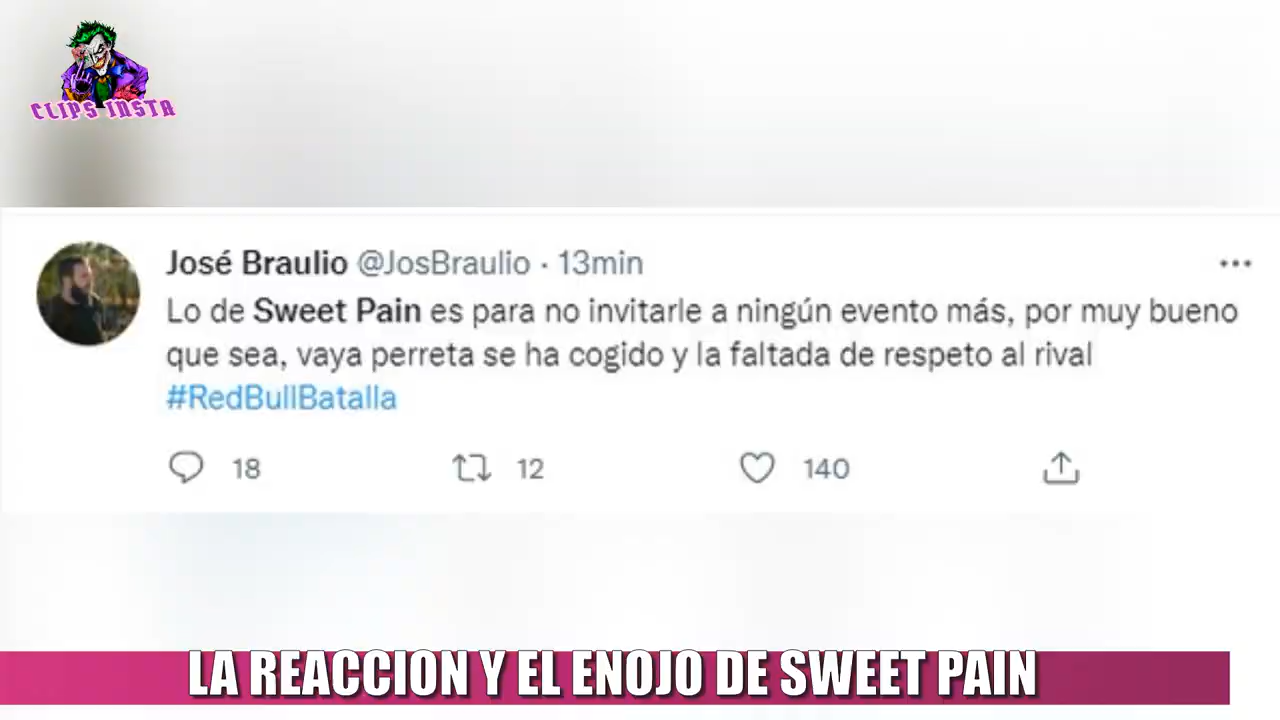 CLIPS INSTA
José Braulio @JosBraulio · 13min
Lo de Sweet Pain es para no invitarle a ningún evento más, por muy bueno
que sea, vaya perreta se ha cogido y la faltada de respeto al rival
#RedBullBatalla
18 12 140
LA REACCION Y EL ENOJO DE SWEET PAIN